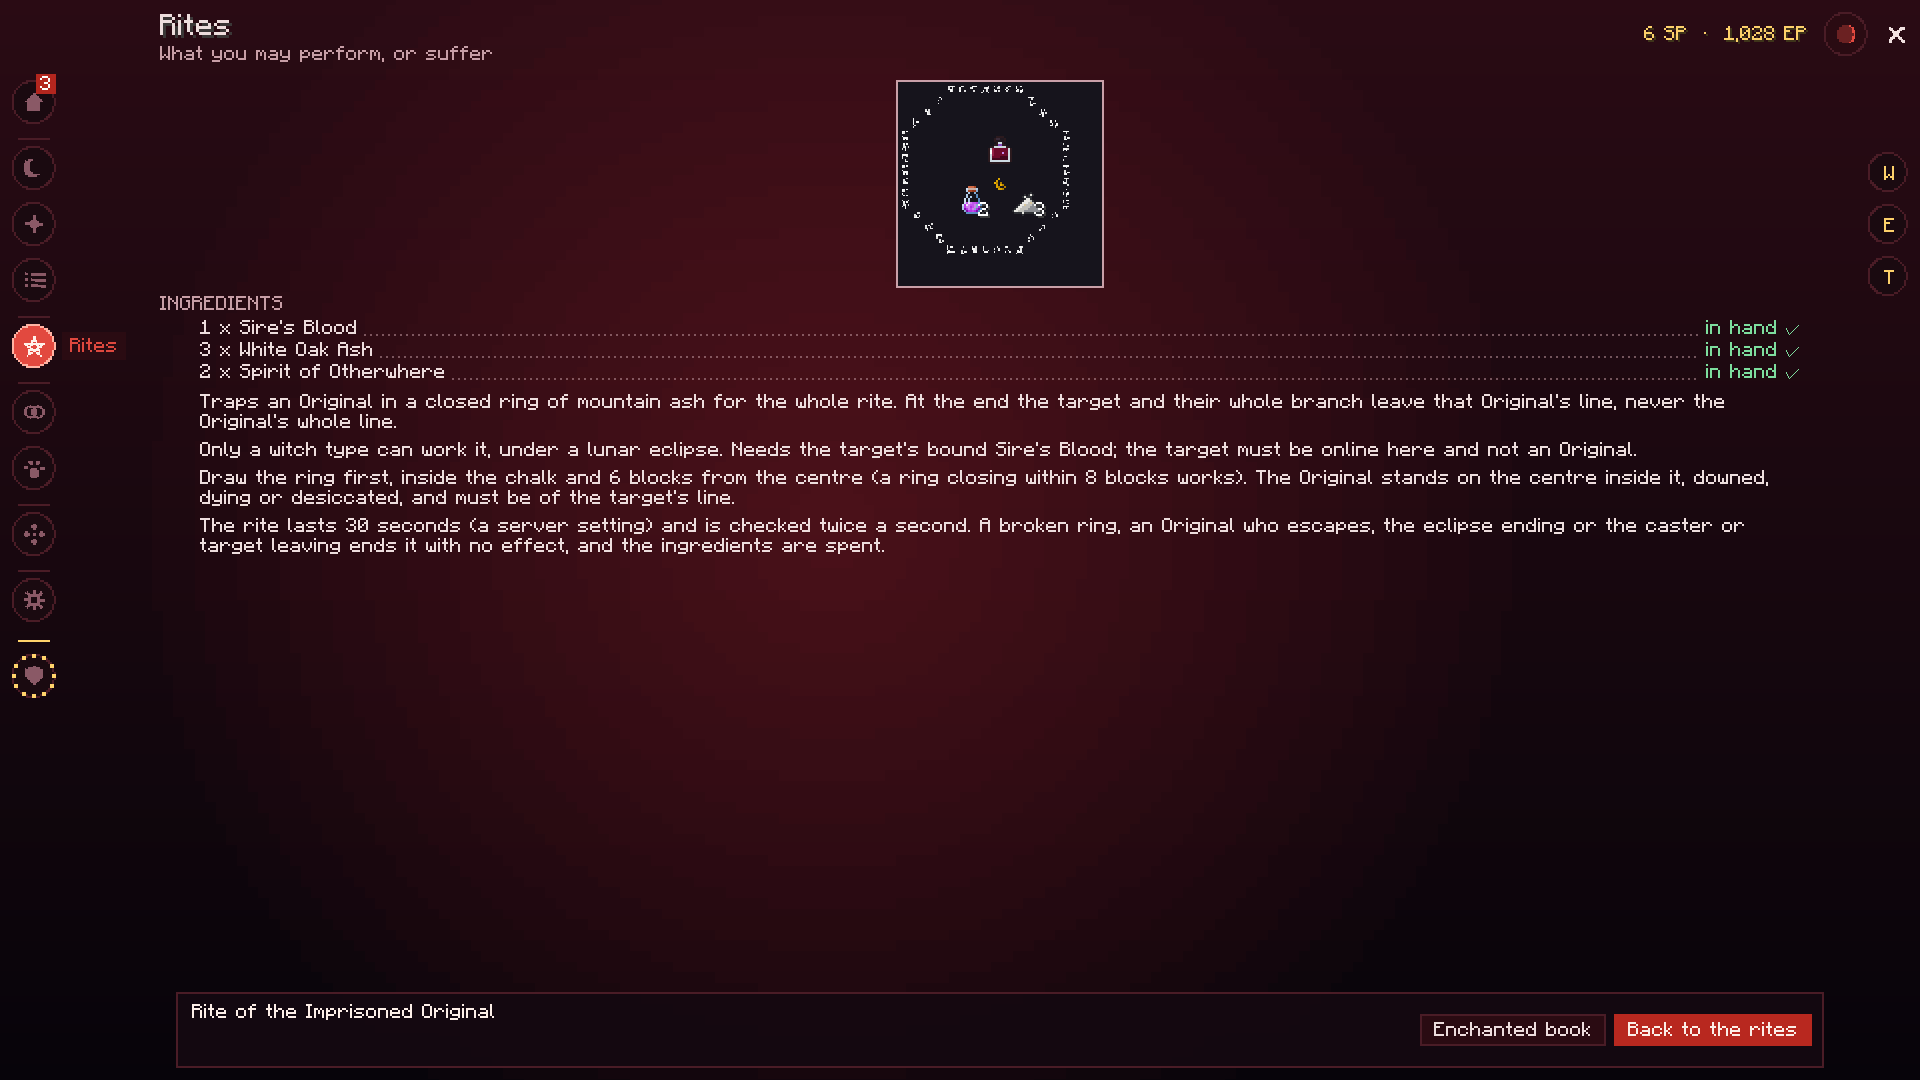 Rites
What you may perform, or suffer
6 SP · 1,028 EP
3
W
E
T
Rites
2
3
INGREDIENTS
1 x Sire's Blood in hand ✓
3 x White Oak Ash in hand ✓
2 x Spirit of Otherwhere in hand ✓
Traps an Original in a closed ring of mountain ash for the whole rite. At the end the target and their whole branch leave that Original's line, never the
Original's whole line.
Only a witch type can work it, under a lunar eclipse. Needs the target's bound Sire's Blood; the target must be online here and not an Original.
Draw the ring first, inside the chalk and 6 blocks from the centre (a ring closing within 8 blocks works). The Original stands on the centre inside it, downed,
dying or desiccated, and must be of the target's line.
The rite lasts 30 seconds (a server setting) and is checked twice a second. A broken ring, an Original who escapes, the eclipse ending or the caster or
target leaving ends it with no effect, and the ingredients are spent.
Rite of the Imprisoned Original
Enchanted book
Back to the rites